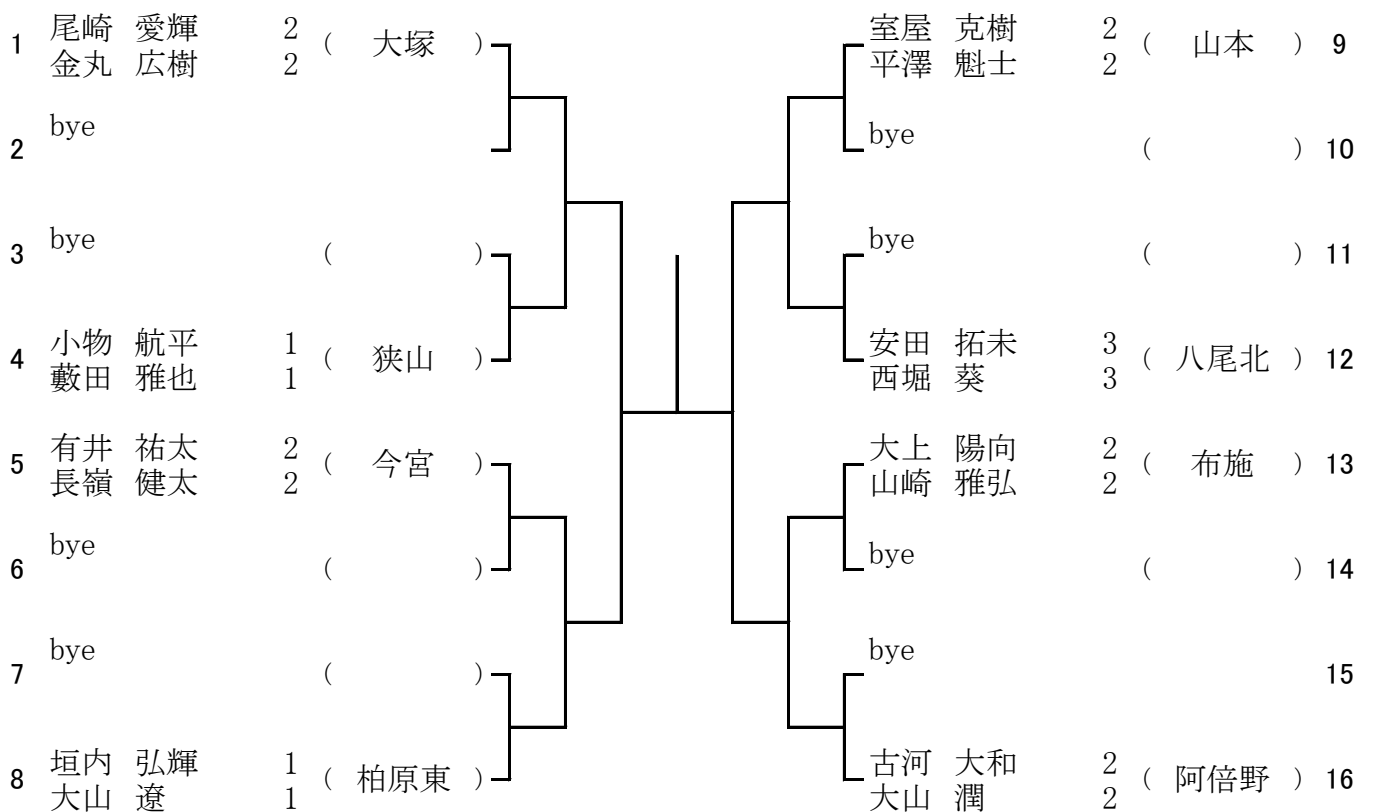 尾崎 愛輝 2
1 ( 大塚 )
金丸 広樹 2
bye
2
bye
3 ( )
小物 航平 1
4 ( 狭山 )
藪田 雅也 1
有井 祐太 2
5 ( 今宮 )
長嶺 健太 2
bye
6 ( )
bye
7 ( )
垣内 弘輝 1
8 ( 柏原東 )
大山 遼 1
室屋 克樹 2
( 山本 ) 9
平澤 魁士 2
bye
( ) 10
bye
( ) 11
安田 拓未 3
( 八尾北 ) 12
西堀 葵 3
大上 陽向 2
( 布施 ) 13
山崎 雅弘 2
bye
( ) 14
bye
15
古河 大和 2
( 阿倍野 ) 16
大山 潤 2